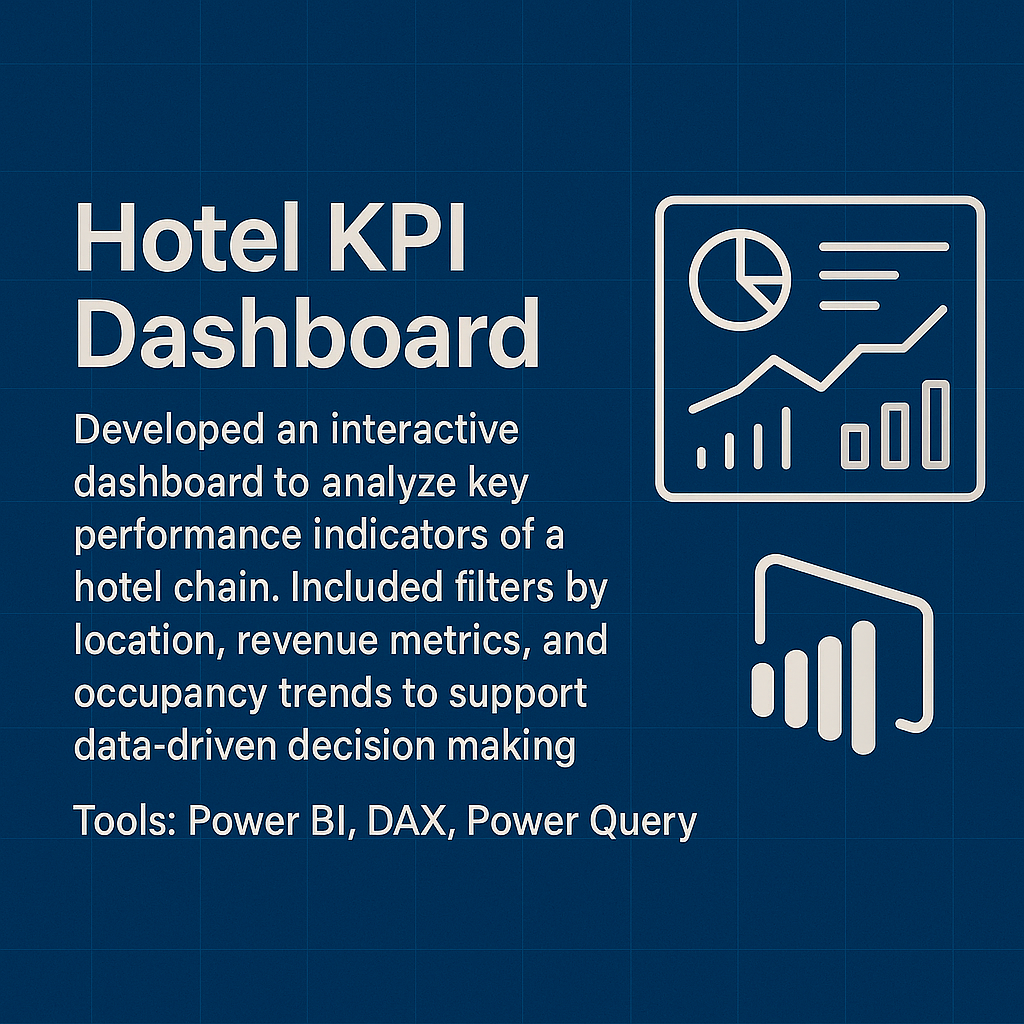 Hotel KPI
Dashboard
Developed an interactive
dashboard to analyze key
performance indicators of a
hotel chain. Included filters by
location, revenue metrics, and
occupancy trends to support
data-driven decision making
Tools: Power BI, DAX, Power Query